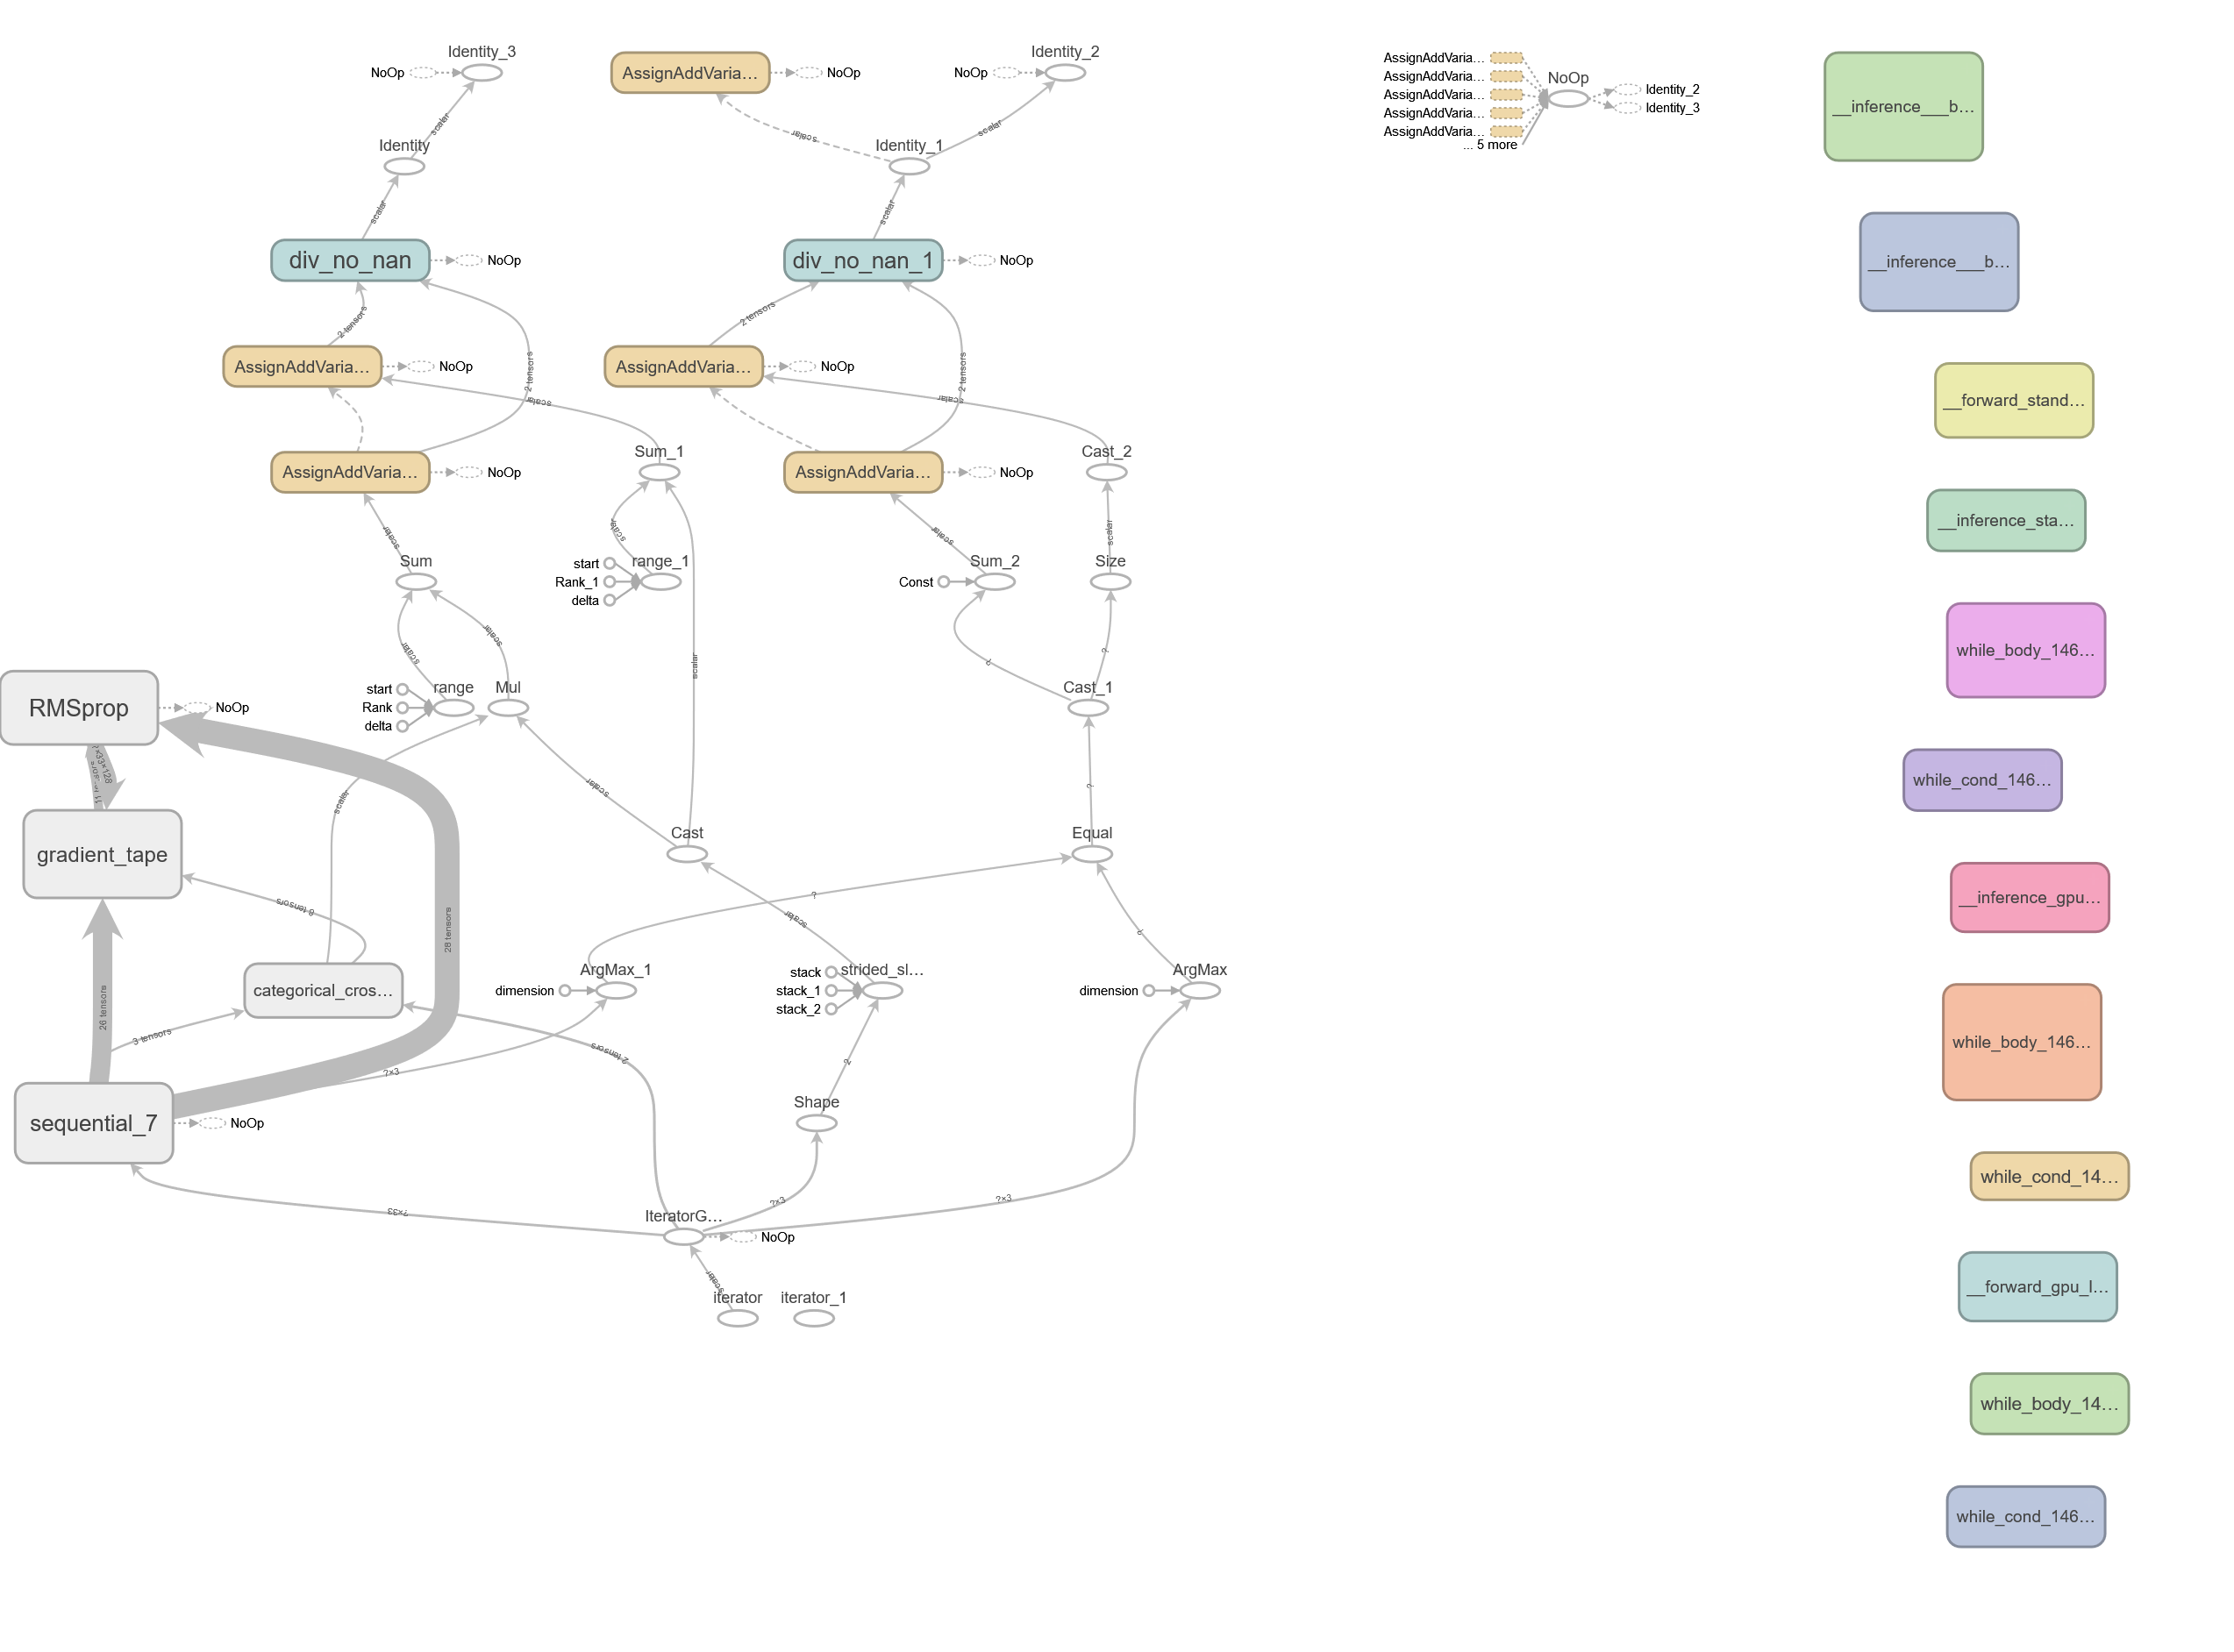 Identity_3
NoOp
AssignAddVaria...
NoOp
Identity_2
NoOp
scalar
Identity
scalar
Identity_1
scalar
scalar
scalar
div_no_nan
NoOp
div_no_nan_1
NoOp
2 tensors
2 tensors
AssignAddVaria...
NoOp
2 tensors
AssignAddVaria...
NoOp
2 tensors
scalar
scalar
AssignAddVaria...
NoOp
Sum_1
AssignAddVaria...
NoOp
Cast_2
scalar
scalar
scalar
scalar
Sum
start
Rank_1
delta
range_1
Const
Sum_2
Size
scalar
scalar
scalar
?
?
RMSprop
NoOp
start
Rank
delta
range
Mul
Cast_1
?×33×128
scalar
scalar
?
gradient_tape
Cast
Equal
6 tensors
28 tensors
?
scalar
?
categorical_cros...
dimension
ArgMax_1
stack
stack_1
stack_2
strided_sl...
dimension
ArgMax
26 tensors
3 tensors
2 tensors
?×3
2
sequential_7
NoOp
Shape
?×33
?×3
?×3
IteratorG...
NoOp
scalar
iterator
iterator_1
AssignAddVaria...
AssignAddVaria...
AssignAddVaria...
AssignAddVaria...
AssignAddVaria...
... 5 more
NoOp
Identity_2
Identity_3
__inference___b...
__inference___b...
__forward_stand...
__inference_sta...
while_body_146...
while_cond_146...
__inference_gpu...
while_body_146...
while_cond_14...
__forward_gpu_l...
while_body_14...
while_cond_146...